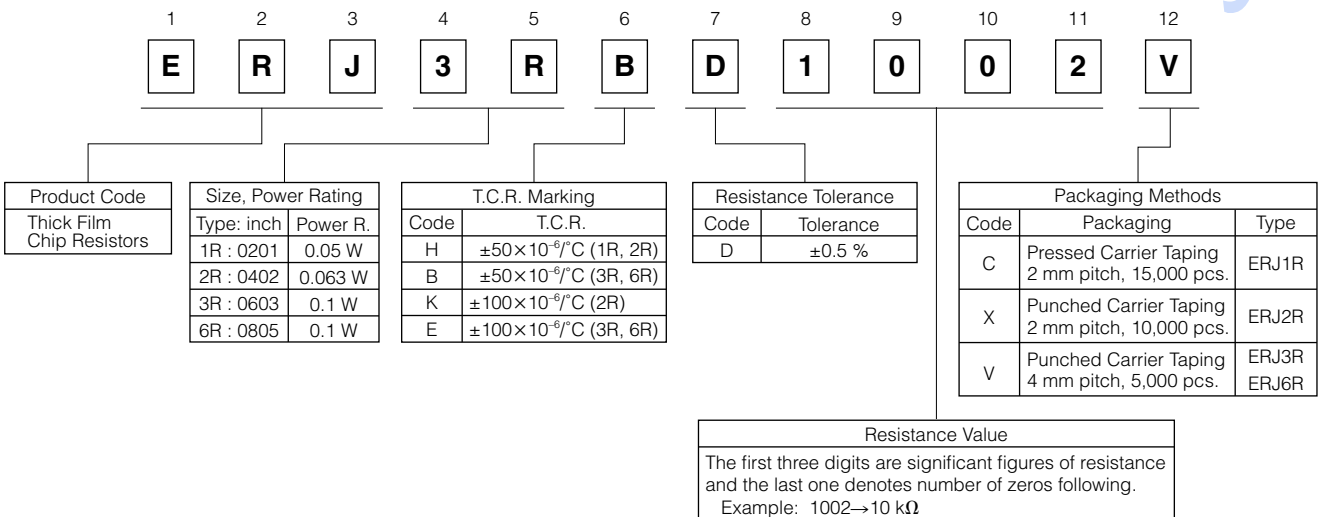 1 2 3 4 5 6 7 8 9 10 11 12
E R J 3 R B D 1 0 0 2 V
Product Code
Thick Film
Chip Resistors
Size, Power Rating
Type: inch Power R.
1R : 0201 0.05 W
2R : 0402 0.063 W
3R : 0603 0.1 W
6R : 0805 0.1 W
T.C.R. Marking
Code T.C.R.
H ±50×10⁻⁶/°C (1R, 2R)
B ±50×10⁻⁶/°C (3R, 6R)
K ±100×10⁻⁶/°C (2R)
E ±100×10⁻⁶/°C (3R, 6R)
Resistance Tolerance
Code Tolerance
D ±0.5 %
Packaging Methods
Code Packaging Type
C Pressed Carrier Taping
2 mm pitch, 15,000 pcs. ERJ1R
X Punched Carrier Taping
2 mm pitch, 10,000 pcs. ERJ2R
V Punched Carrier Taping ERJ3R
4 mm pitch, 5,000 pcs. ERJ6R
Resistance Value
The first three digits are significant figures of resistance
and the last one denotes number of zeros following.
Example: 1002→10 kΩ